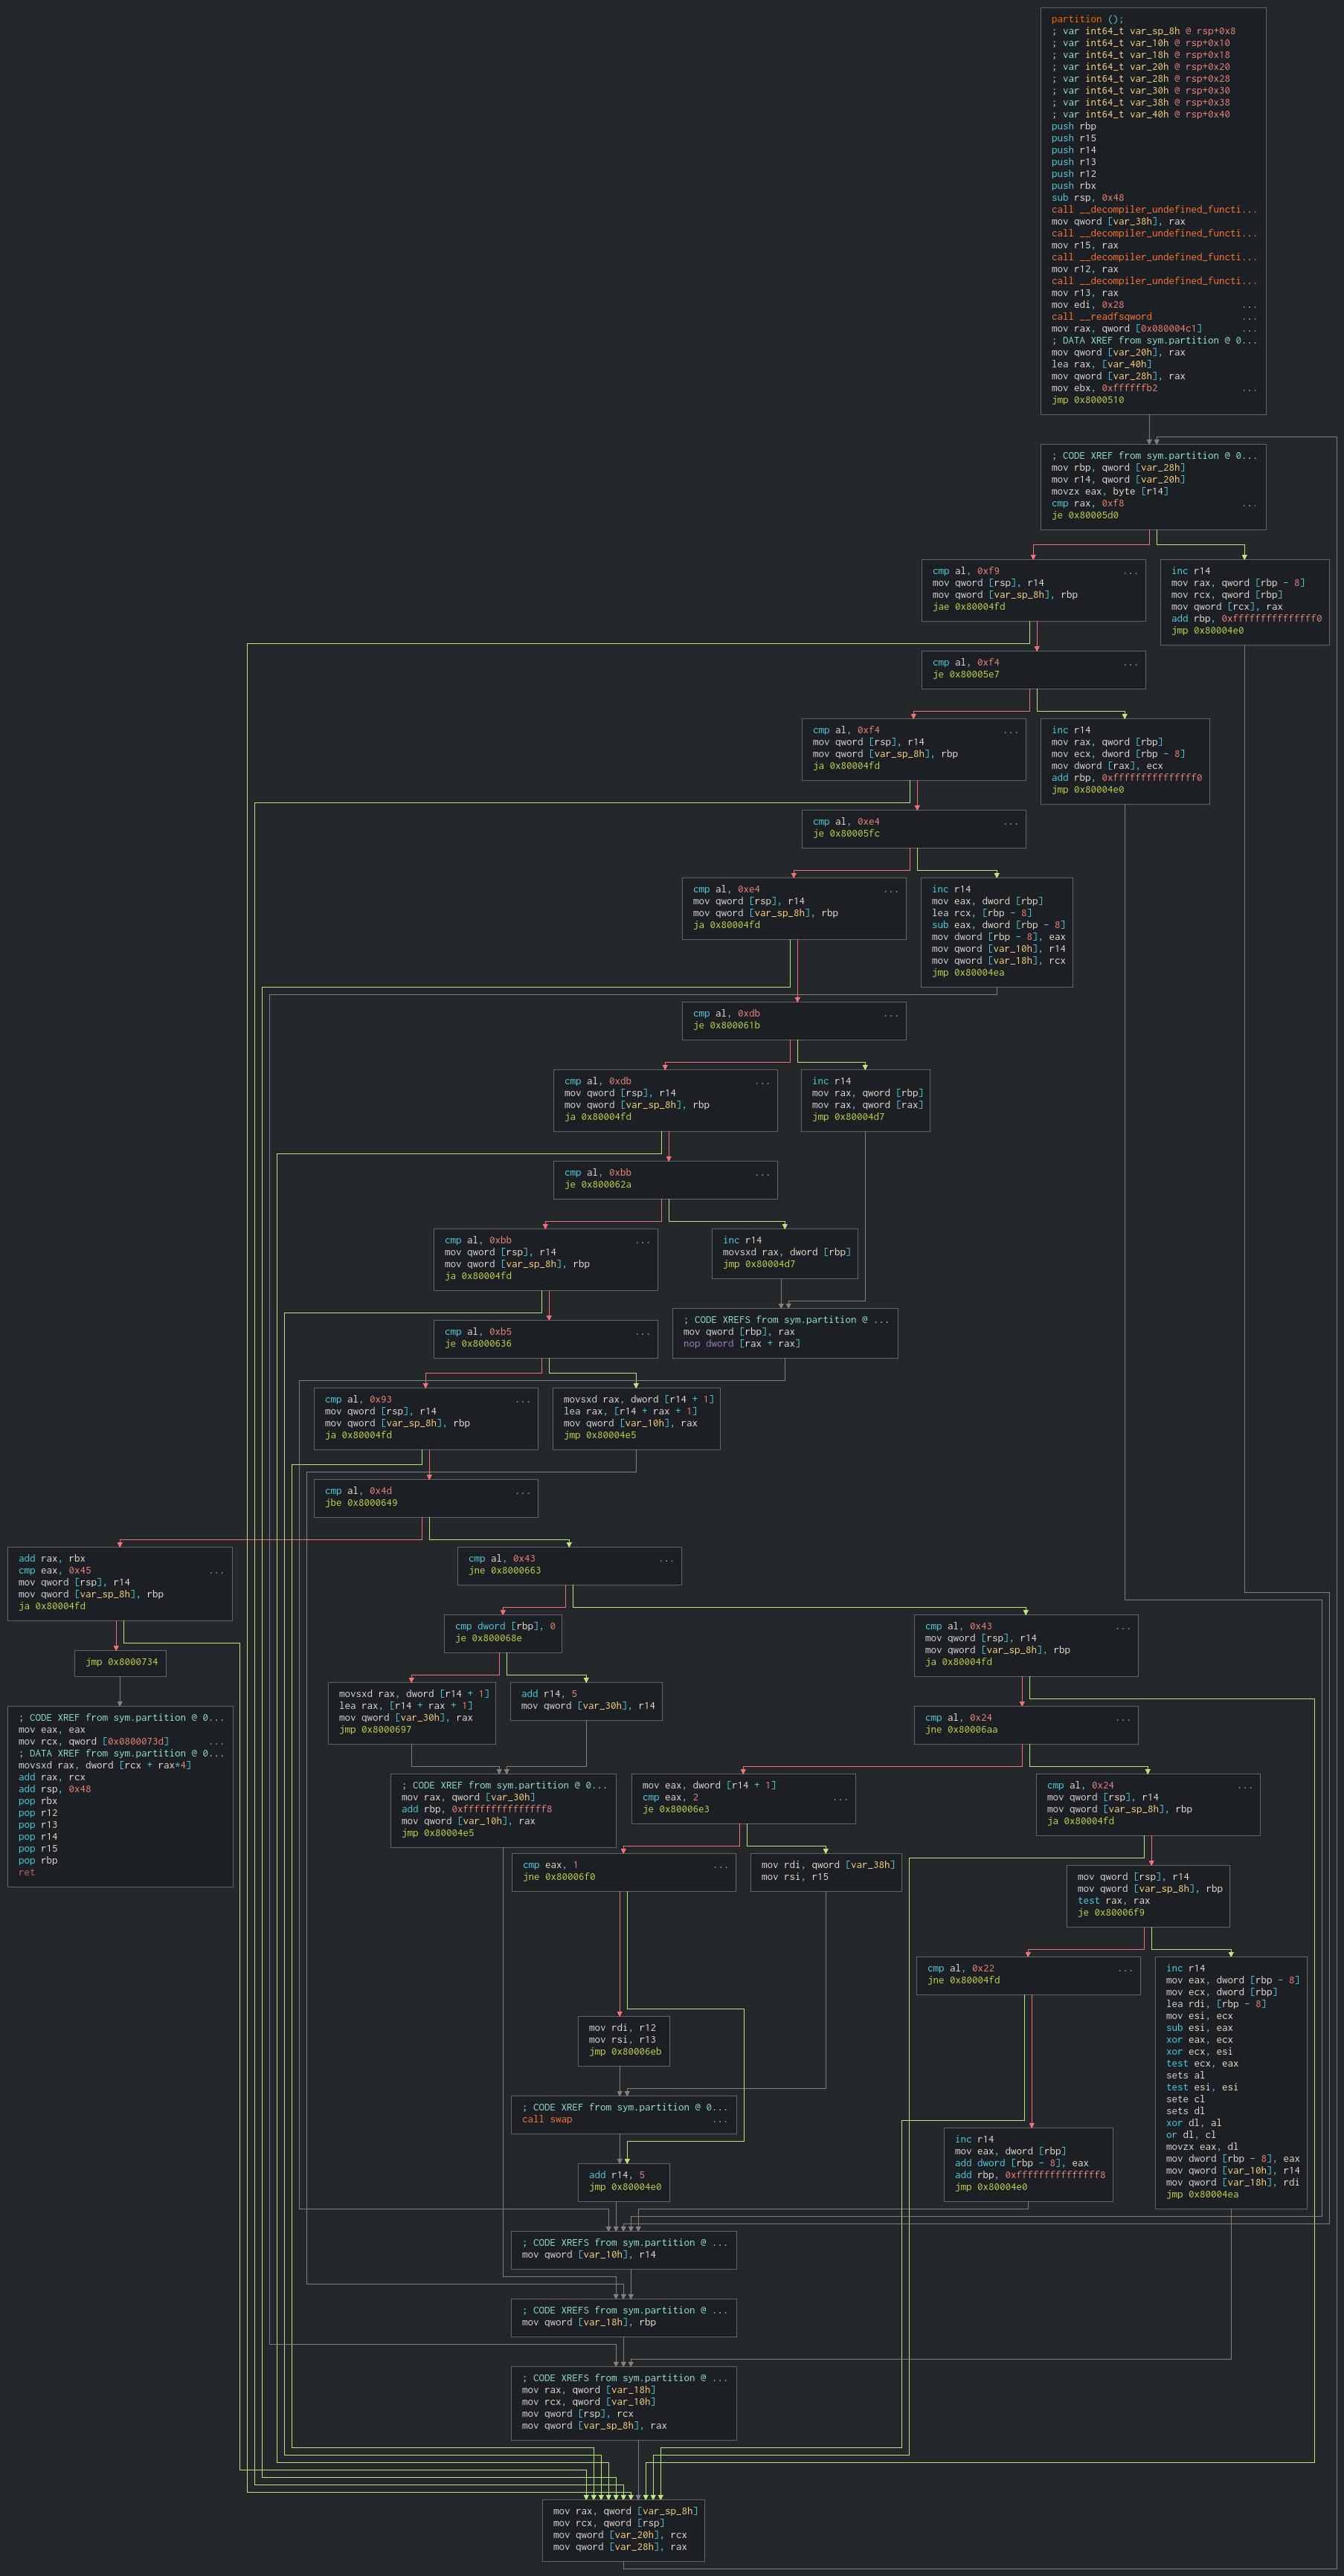 partition ();
; var int64_t var_sp_8h @ rsp+0x8
; var int64_t var_10h @ rsp+0x10
; var int64_t var_18h @ rsp+0x18
; var int64_t var_20h @ rsp+0x20
; var int64_t var_28h @ rsp+0x28
; var int64_t var_30h @ rsp+0x30
; var int64_t var_38h @ rsp+0x38
; var int64_t var_40h @ rsp+0x40
push rbp
push r15
push r14
push r13
push r12
push rbx
sub rsp, 0x48
call __decompiler_undefined_functi...
mov qword [var_38h], rax
call __decompiler_undefined_functi...
mov r15, rax
call __decompiler_undefined_functi...
mov r12, rax
call __decompiler_undefined_functi...
mov r13, rax
mov edi, 0x28 ...
call __readfsqword ...
mov rax, qword [0x080004c1] ...
; DATA XREF from sym.partition @ 0...
mov qword [var_20h], rax
lea rax, [var_40h]
mov qword [var_28h], rax
mov ebx, 0xffffffb2 ...
jmp 0x8000510
; CODE XREF from sym.partition @ 0...
mov rbp, qword [var_28h]
mov r14, qword [var_20h]
movzx eax, byte [r14]
cmp rax, 0xf8 ...
je 0x80005d0
cmp al, 0xf9 ...
mov qword [rsp], r14
mov qword [var_sp_8h], rbp
jae 0x80004fd
inc r14
mov rax, qword [rbp - 8]
mov rcx, qword [rbp]
mov qword [rcx], rax
add rbp, 0xfffffffffffffff0
jmp 0x80004e0
cmp al, 0xf4 ...
je 0x80005e7
cmp al, 0xf4 ...
mov qword [rsp], r14
mov qword [var_sp_8h], rbp
ja 0x80004fd
inc r14
mov rax, qword [rbp]
mov ecx, dword [rbp - 8]
mov dword [rax], ecx
add rbp, 0xfffffffffffffff0
jmp 0x80004e0
cmp al, 0xe4 ...
je 0x80005fc
cmp al, 0xe4 ...
mov qword [rsp], r14
mov qword [var_sp_8h], rbp
ja 0x80004fd
inc r14
mov eax, dword [rbp]
lea rcx, [rbp - 8]
sub eax, dword [rbp - 8]
mov dword [rbp - 8], eax
mov qword [var_10h], r14
mov qword [var_18h], rcx
jmp 0x80004ea
cmp al, 0xdb ...
je 0x800061b
cmp al, 0xdb ...
mov qword [rsp], r14
mov qword [var_sp_8h], rbp
ja 0x80004fd
inc r14
mov rax, qword [rbp]
mov rax, qword [rax]
jmp 0x80004d7
cmp al, 0xbb ...
je 0x800062a
cmp al, 0xbb ...
mov qword [rsp], r14
mov qword [var_sp_8h], rbp
ja 0x80004fd
inc r14
movsxd rax, dword [rbp]
jmp 0x80004d7
; CODE XREFS from sym.partition @ ...
mov qword [rbp], rax
nop dword [rax + rax]
cmp al, 0xb5 ...
je 0x8000636
cmp al, 0x93 ...
mov qword [rsp], r14
mov qword [var_sp_8h], rbp
ja 0x80004fd
movsxd rax, dword [r14 + 1]
lea rax, [r14 + rax + 1]
mov qword [var_10h], rax
jmp 0x80004e5
cmp al, 0x4d ...
jbe 0x8000649
add rax, rbx
cmp eax, 0x45 ...
mov qword [rsp], r14
mov qword [var_sp_8h], rbp
ja 0x80004fd
cmp al, 0x43 ...
jne 0x8000663
cmp dword [rbp], 0
je 0x800068e
cmp al, 0x43 ...
mov qword [rsp], r14
mov qword [var_sp_8h], rbp
ja 0x80004fd
jmp 0x8000734
movsxd rax, dword [r14 + 1]
lea rax, [r14 + rax + 1]
mov qword [var_30h], rax
jmp 0x8000697
add r14, 5
mov qword [var_30h], r14
cmp al, 0x24 ...
jne 0x80006aa
; CODE XREF from sym.partition @ 0...
mov eax, eax
mov rcx, qword [0x0800073d] ...
; DATA XREF from sym.partition @ 0...
movsxd rax, dword [rcx + rax*4]
add rax, rcx
add rsp, 0x48
pop rbx
pop r12
pop r13
pop r14
pop r15
pop rbp
ret
; CODE XREF from sym.partition @ 0...
mov rax, qword [var_30h]
add rbp, 0xfffffffffffffff8
mov qword [var_10h], rax
jmp 0x80004e5
mov eax, dword [r14 + 1]
cmp eax, 2 ...
je 0x80006e3
cmp al, 0x24 ...
mov qword [rsp], r14
mov qword [var_sp_8h], rbp
ja 0x80004fd
cmp eax, 1 ...
jne 0x80006f0
mov rdi, qword [var_38h]
mov rsi, r15
mov qword [rsp], r14
mov qword [var_sp_8h], rbp
test rax, rax
je 0x80006f9
cmp al, 0x22 ...
jne 0x80004fd
inc r14
mov eax, dword [rbp - 8]
mov ecx, dword [rbp]
lea rdi, [rbp - 8]
mov esi, ecx
sub esi, eax
xor eax, ecx
xor ecx, esi
test ecx, eax
sets al
test esi, esi
sete cl
sets dl
xor dl, al
or dl, cl
movzx eax, dl
mov dword [rbp - 8], eax
mov qword [var_10h], r14
mov qword [var_18h], rdi
jmp 0x80004ea
mov rdi, r12
mov rsi, r13
jmp 0x80006eb
; CODE XREF from sym.partition @ 0...
call swap ...
inc r14
mov eax, dword [rbp]
add dword [rbp - 8], eax
add rbp, 0xfffffffffffffff8
jmp 0x80004e0
add r14, 5
jmp 0x80004e0
; CODE XREFS from sym.partition @ ...
mov qword [var_10h], r14
; CODE XREFS from sym.partition @ ...
mov qword [var_18h], rbp
; CODE XREFS from sym.partition @ ...
mov rax, qword [var_18h]
mov rcx, qword [var_10h]
mov qword [rsp], rcx
mov qword [var_sp_8h], rax
mov rax, qword [var_sp_8h]
mov rcx, qword [rsp]
mov qword [var_20h], rcx
mov qword [var_28h], rax